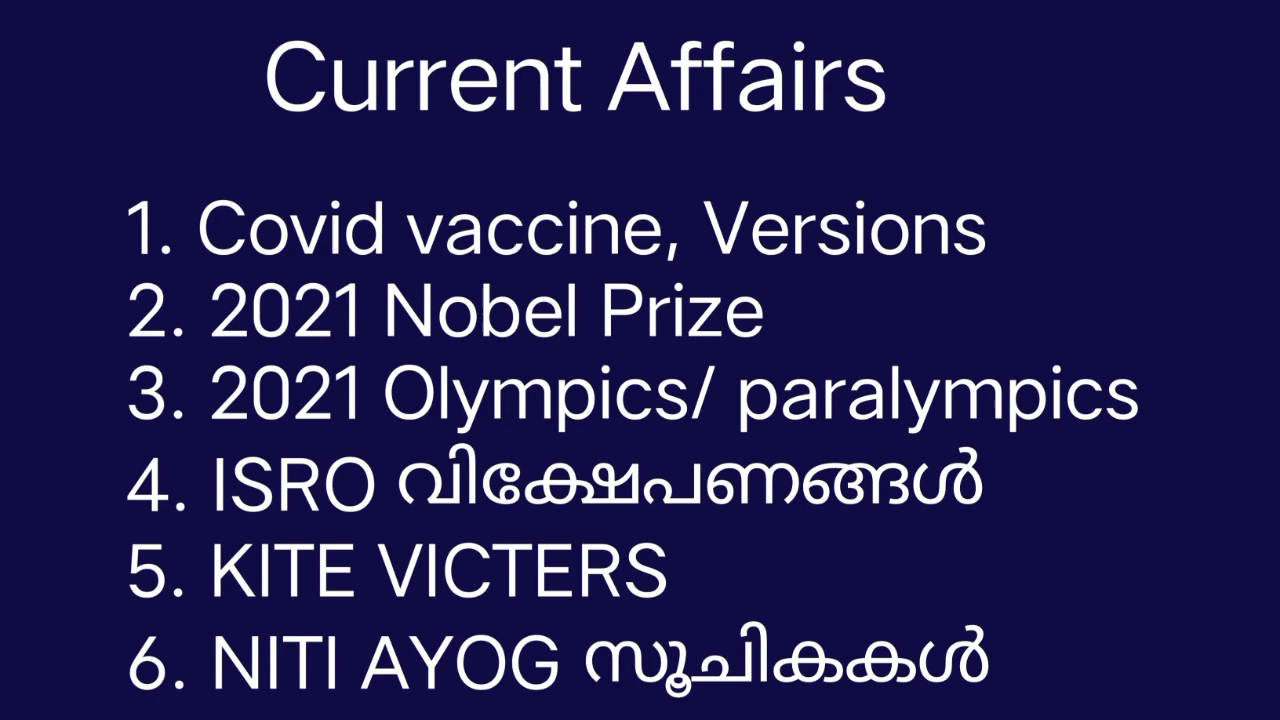 Current Affairs
1. Covid vaccine, Versions
2. 2021 Nobel Prize
3. 2021 Olympics/ paralympics
4. ISRO വിക്ഷേപണങ്ങൾ
5. KITE VICTERS
6. NITI AYOG സൂചികകൾ